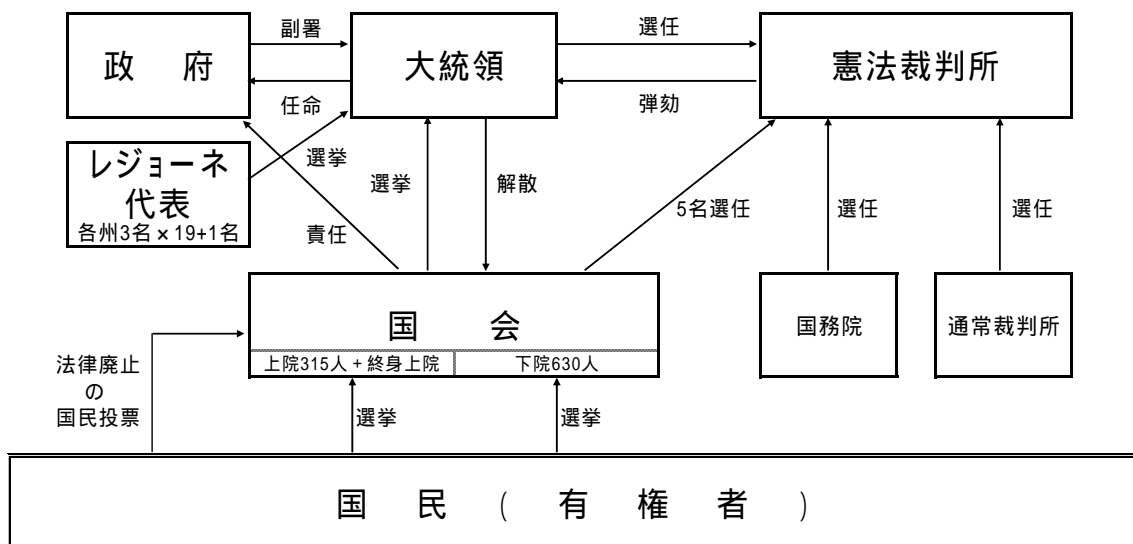 副署
選任
政　府
大統領
憲法裁判所
任命
弾劾
レジョーネ
代表
各州3名×19+1名
選挙
選挙
解散
5名選任
選任
選任
責任
国　会
上院315人＋終身上院
下院630人
国務院
通常裁判所
法律廃止
の
国民投票
選挙
選挙
国　民　（　有　権　者　）